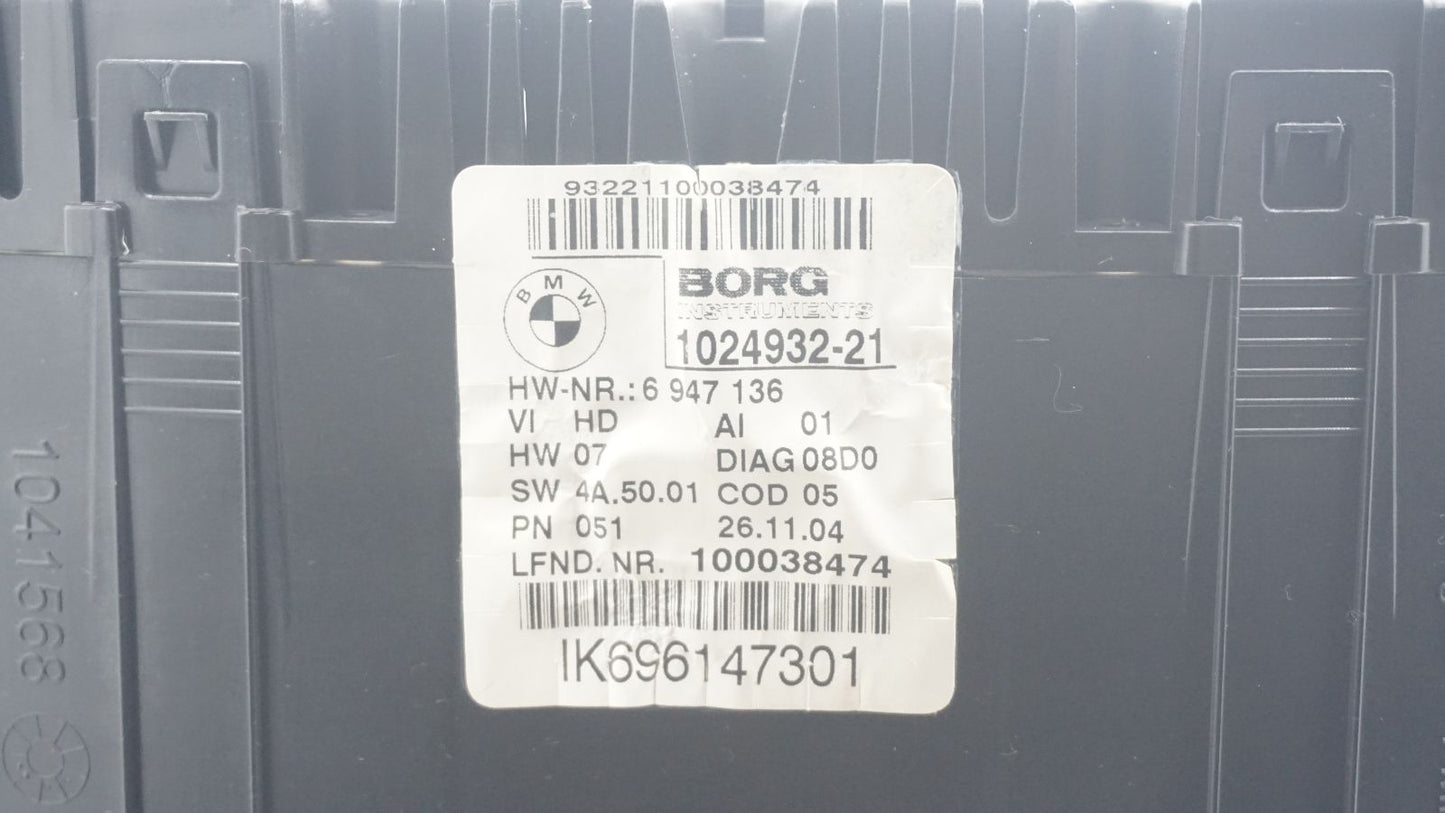 93221100038474
BMW
BORG
INSTRUMENTS
1024932-21
HW-NR.: 6 947 136
VI HD AI 01
HW 07 DIAG 08D0
SW 4A.50.01 COD 05
PN 051 26.11.04
LFND. NR. 100038474
IK696147301
10415688